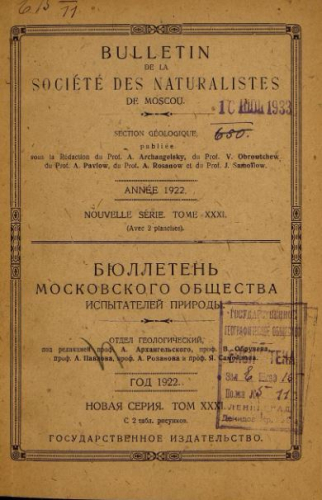 BULLETIN
DE LA
SOCIÉTÉ DES NATURALISTES
DE MOSCOU.
SECTION GÉOLOGIQUE,
publiée
sous la Rédaction du Prof. A. Archangelsky, du Prof. V. Obrowtchew,
du Prof. A. Pavlow, du Prof. A. Rosanow et du Prof. J. Samoïlow.
ANNÉE 1922.
NOUVELLE SÉRIE. TOME XXXI.
(Avec 2 planches).
БЮЛЛЕТЕНЬ
МОСКОВСКОГО ОБЩЕСТВА
ИСПЫТАТЕЛЕЙ ПРИРОДЫ.
ОТДЕЛ ГЕОЛОГИЧЕСКИЙ,
под редакцией проф. А. Архангельского, проф. В. Обручева,
проф. А. Павлова, проф. А. Розанова и проф. Я. Самойлова.
ГОД 1922.
НОВАЯ СЕРИЯ. ТОМ XXXI
С 2 табл. рисунков.
ГОСУДАРСТВЕННОЕ ИЗДАТЕЛЬСТВО.